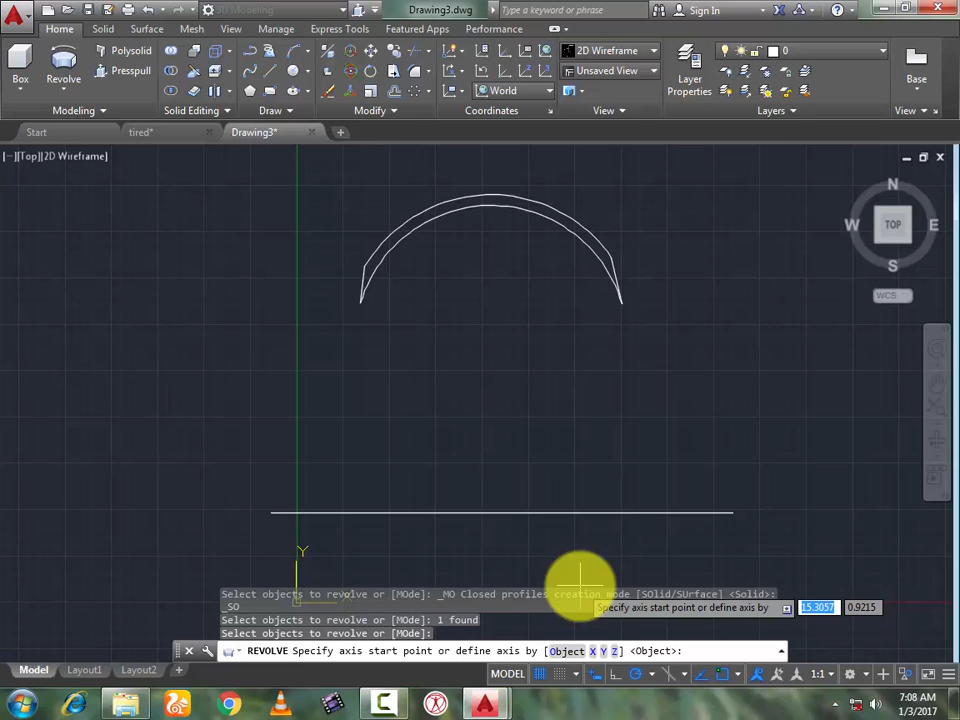 3D Modeling
Drawing3.dwg
Type a keyword or phrase
Sign In
Home Solid Surface Mesh View Manage Express Tools Featured Apps Performance
Box
Revolve
Polysolid
Presspull
2D Wireframe
Unsaved View
World
Layer
Properties
0
Base
Modeling
Solid Editing
Draw
Modify
Coordinates
View
Layers
View
Start
tired*
Drawing3*
[−][Top][2D Wireframe]
N
W
TOP
E
S
WCS
Y
Select objects to revolve or [MOde]: _MO Closed profiles creation mode [SOlid/SUrface] <Solid>:
_SO
Specify axis start point or define axis by
15.3057
0.9215
Select objects to revolve or [MOde]: 1 found
Select objects to revolve or [MOde]:
REVOLVE Specify axis start point or define axis by [Object X Y Z] <Object>:
Model
Layout1
Layout2
MODEL
1:1
7:08 AM
1/3/2017